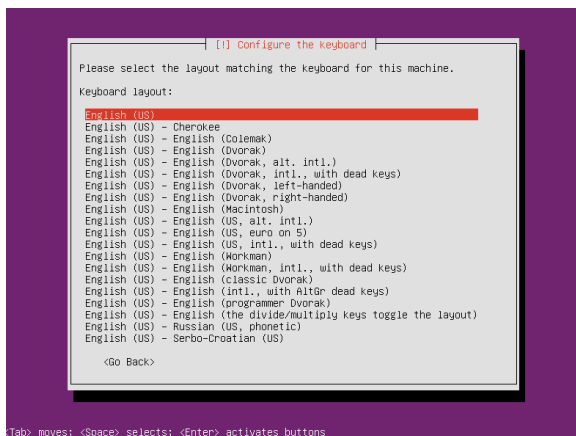 [!] Configure the keyboard
Please select the layout matching the keyboard for this machine.
Keyboard layout:
English (US)
English (US) - Cherokee
English (US) - English (Colemak)
English (US) - English (Dvorak)
English (US) - English (Dvorak, alt. intl.)
English (US) - English (Dvorak, intl., with dead keys)
English (US) - English (Dvorak, left-handed)
English (US) - English (Dvorak, right-handed)
English (US) - English (Macintosh)
English (US) - English (US, alt. intl.)
English (US) - English (US, euro on 5)
English (US) - English (US, intl., with dead keys)
English (US) - English (Workman)
English (US) - English (Workman, intl., with dead keys)
English (US) - English (classic Dvorak)
English (US) - English (intl., with AltGr dead keys)
English (US) - English (programmer Dvorak)
English (US) - English (the divide/multiply keys toggle the layout)
English (US) - Russian (US, phonetic)
English (US) - Serbo-Croatian (US)
<Go Back>
<Tab> moves; <Space> selects; <Enter> activates buttons